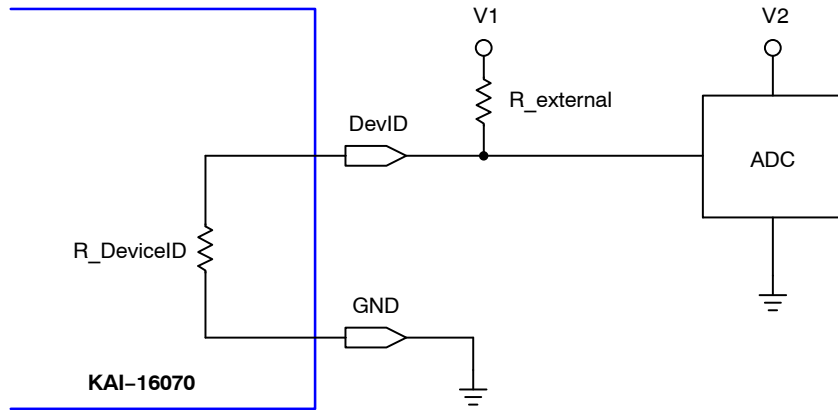 V1
V2
R_external
DevID
ADC
R_DeviceID
GND
KAI−16070